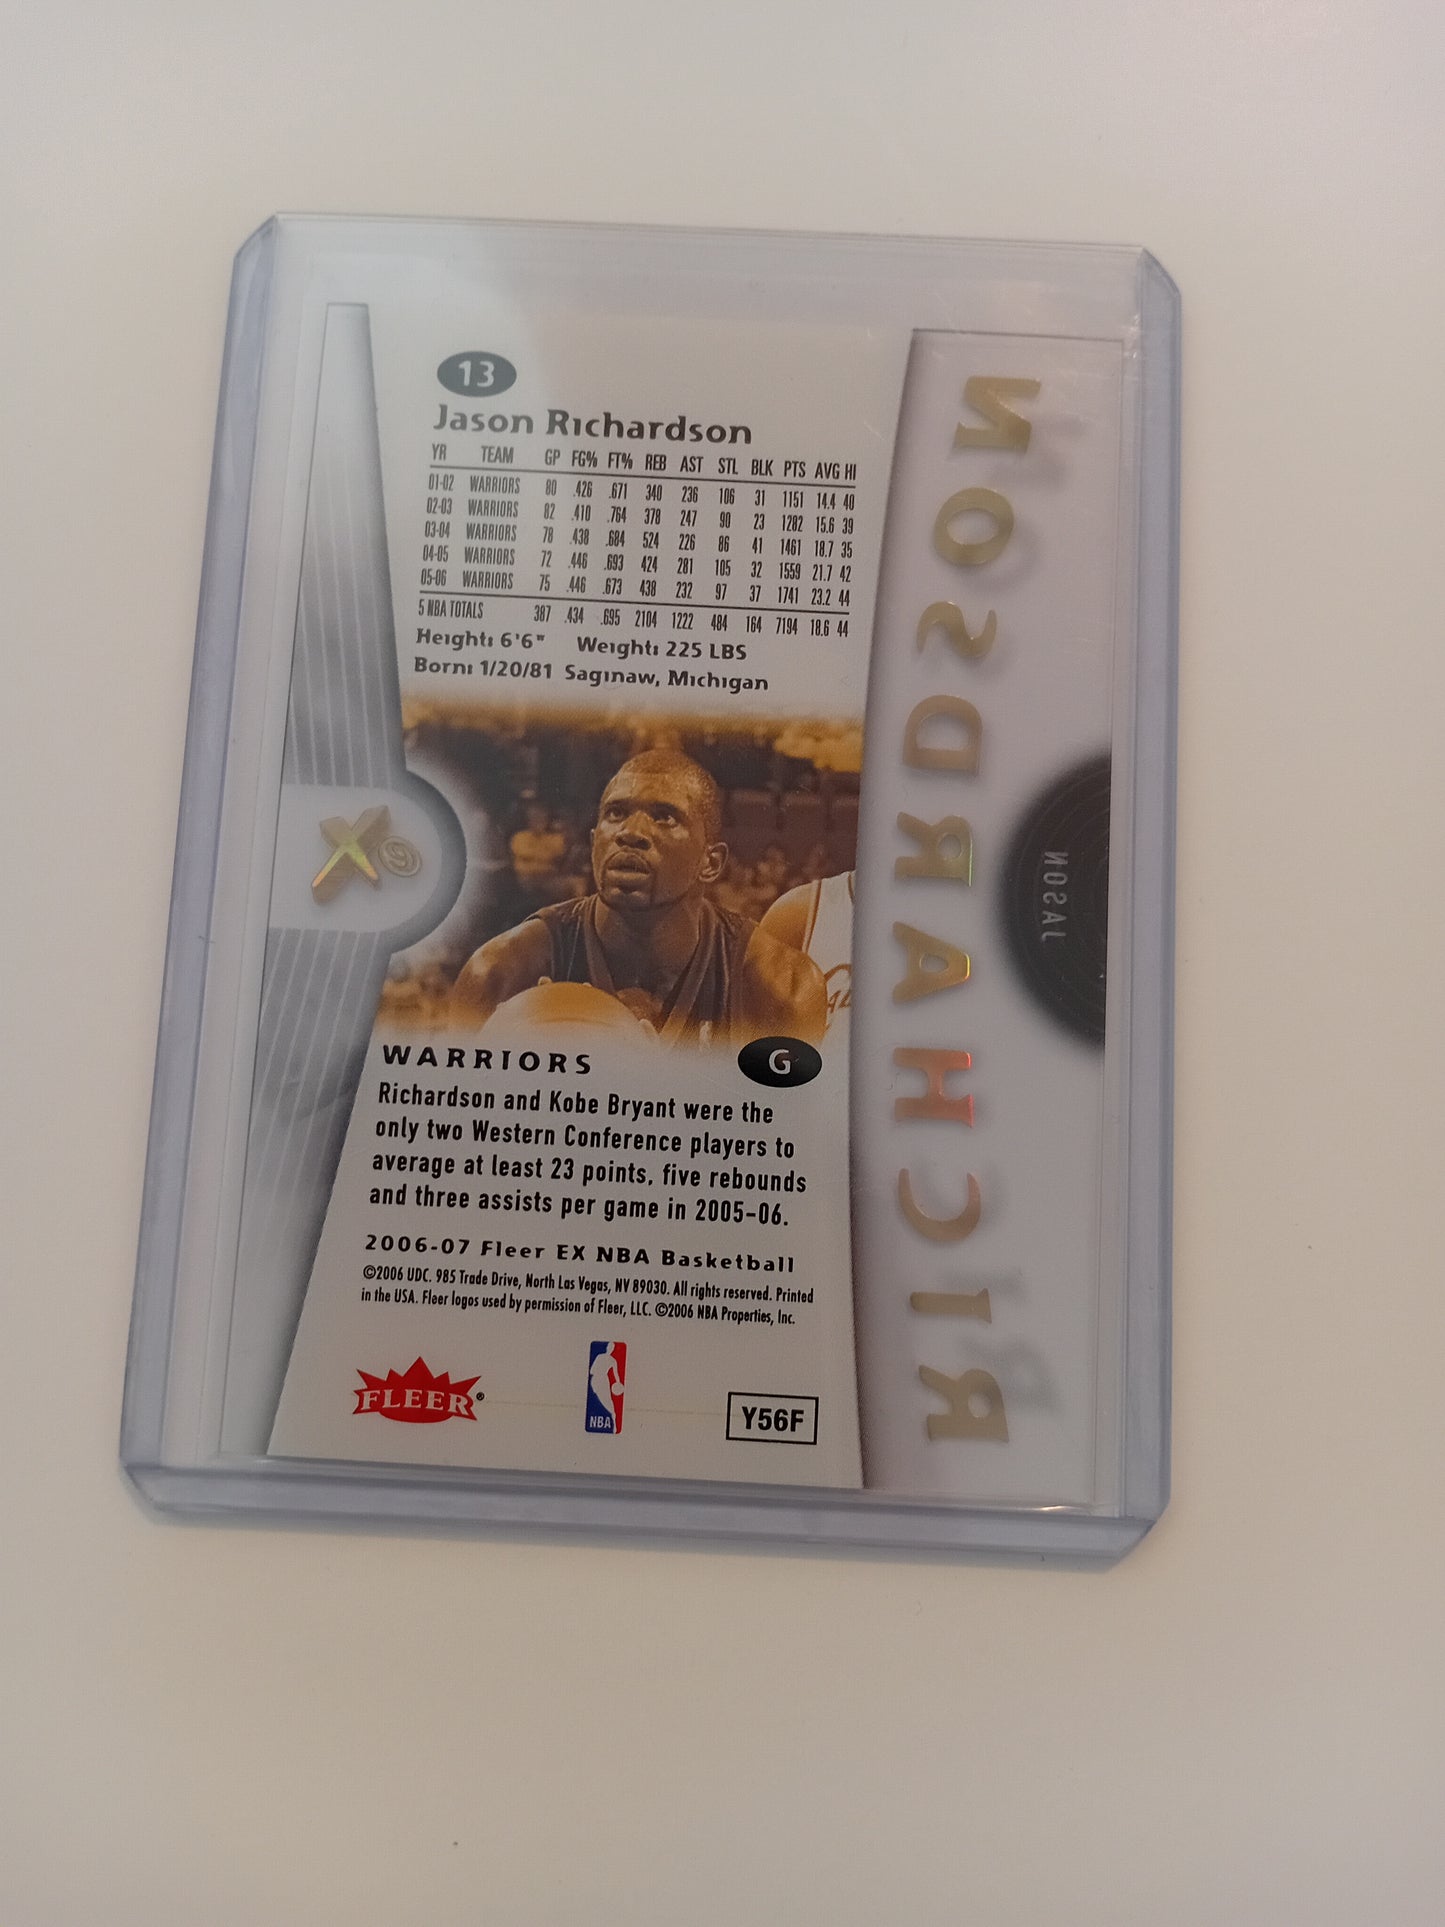 13
Jason Richardson
YR TEAM GP FG% FT% REB AST STL BLK PTS AVG HI
01-02 WARRIORS 80 .426 .671 340 236 106 31 1151 14.4 40
02-03 WARRIORS 82 .410 .764 378 247 90 23 1282 15.6 39
03-04 WARRIORS 78 .438 .684 524 226 86 41 1461 18.7 35
04-05 WARRIORS 72 .446 .693 424 281 105 32 1559 21.7 42
05-06 WARRIORS 75 .446 .673 438 232 97 37 1741 23.2 44
5 NBA TOTALS 387 .434 .695 2104 1222 484 164 7194 18.6 44
Height: 6'6" Weight: 225 LBS
Born: 1/20/81 Saginaw, Michigan
X
WARRIORS
G
Richardson and Kobe Bryant were the
only two Western Conference players to
average at least 23 points, five rebounds
and three assists per game in 2005-06.
2006-07 Fleer EX NBA Basketball
©2006 UDC. 985 Trade Drive, North Las Vegas, NV 89030. All rights reserved. Printed
in the USA. Fleer logos used by permission of Fleer, LLC. ©2006 NBA Properties, Inc.
FLEER®
NBA
Y56F
RICHARDSON
JASON